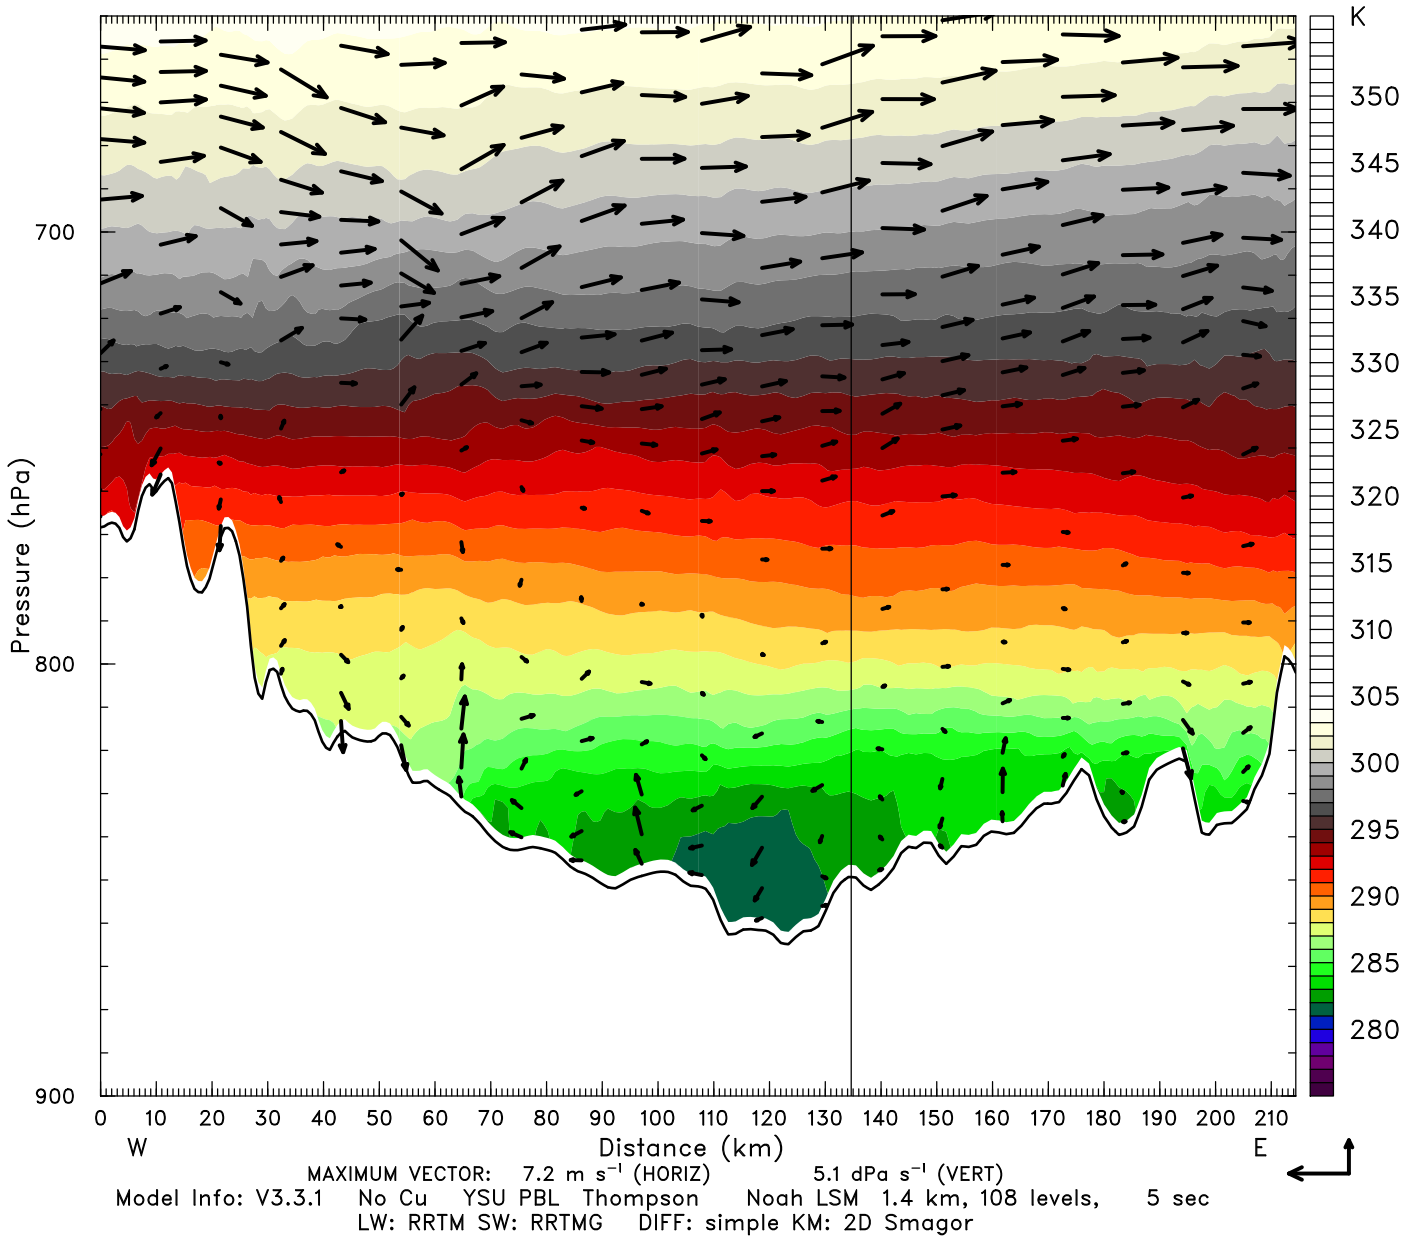 K
350
345
340
335
330
325
320
315
310
305
300
295
290
285
280
Pressure (hPa)
700
800
900
0 10 20 30 40 50 60 70 80 90 100 110 120 130 140 150 160 170 180 190 200 210
W Distance (km) E
MAXIMUM VECTOR: 7.2 m s⁻¹ (HORIZ) 5.1 dPa s⁻¹ (VERT)
Model Info: V3.3.1 No Cu YSU PBL Thompson Noah LSM 1.4 km, 108 levels, 5 sec
LW: RRTM SW: RRTMG DIFF: simple KM: 2D Smagor